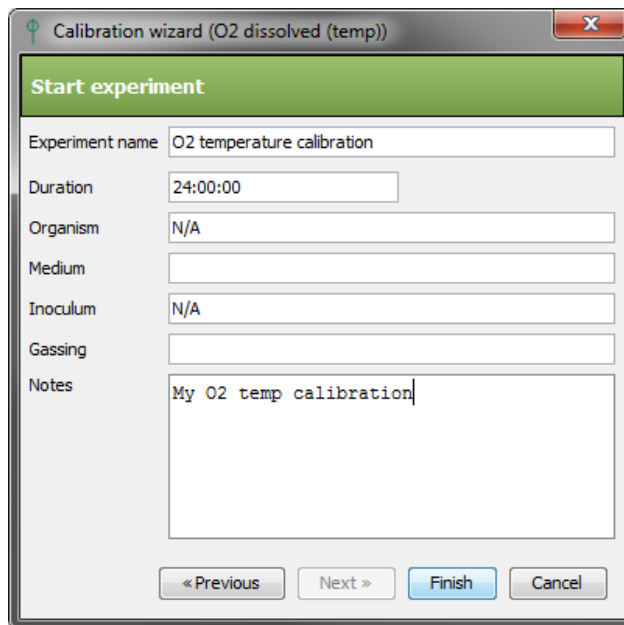 Calibration wizard (O2 dissolved (temp))
Start experiment
Experiment name O2 temperature calibration
Duration 24:00:00
Organism N/A
Medium
Inoculum N/A
Gassing
Notes My O2 temp calibration
« Previous Next » Finish Cancel